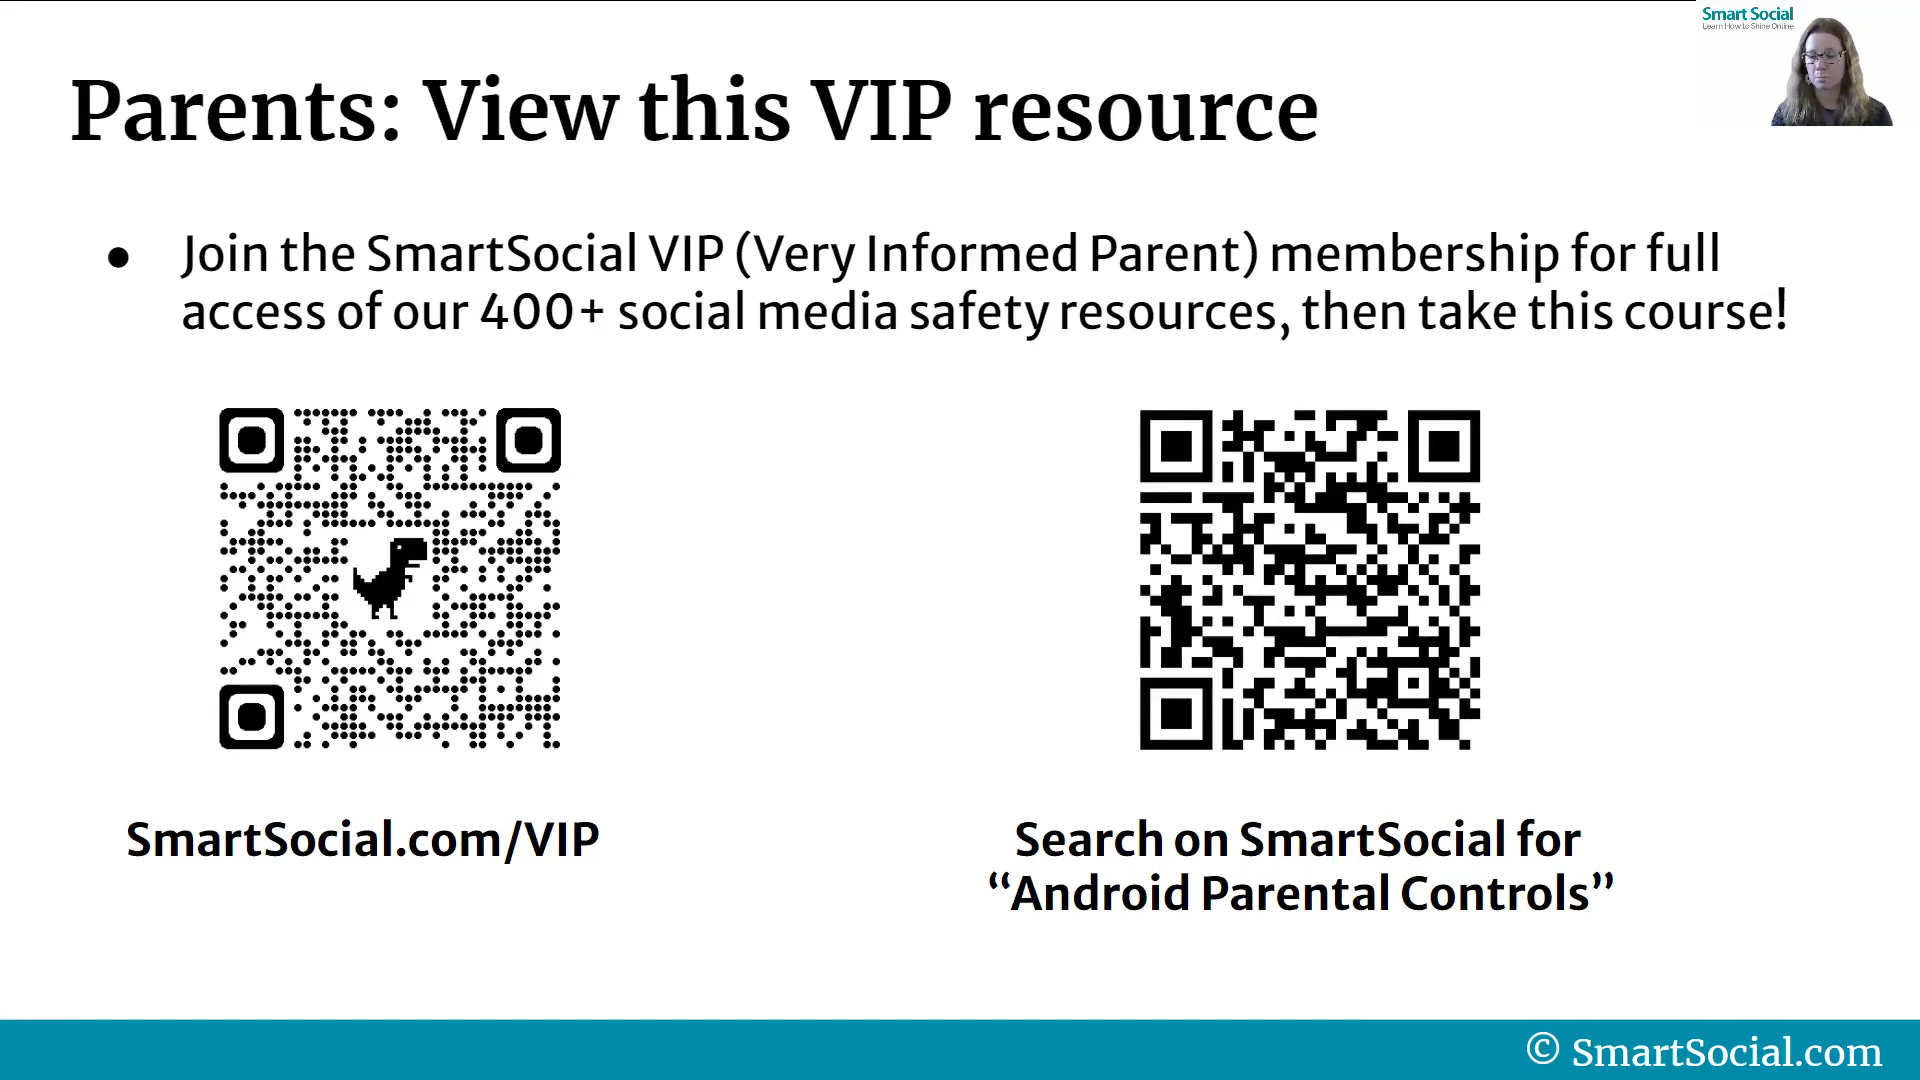 Smart Social
Learn How to Shine Online
Parents: View this VIP resource
● Join the SmartSocial VIP (Very Informed Parent) membership for full
access of our 400+ social media safety resources, then take this course!
SmartSocial.com/VIP
Search on SmartSocial for
“Android Parental Controls”
© SmartSocial.com